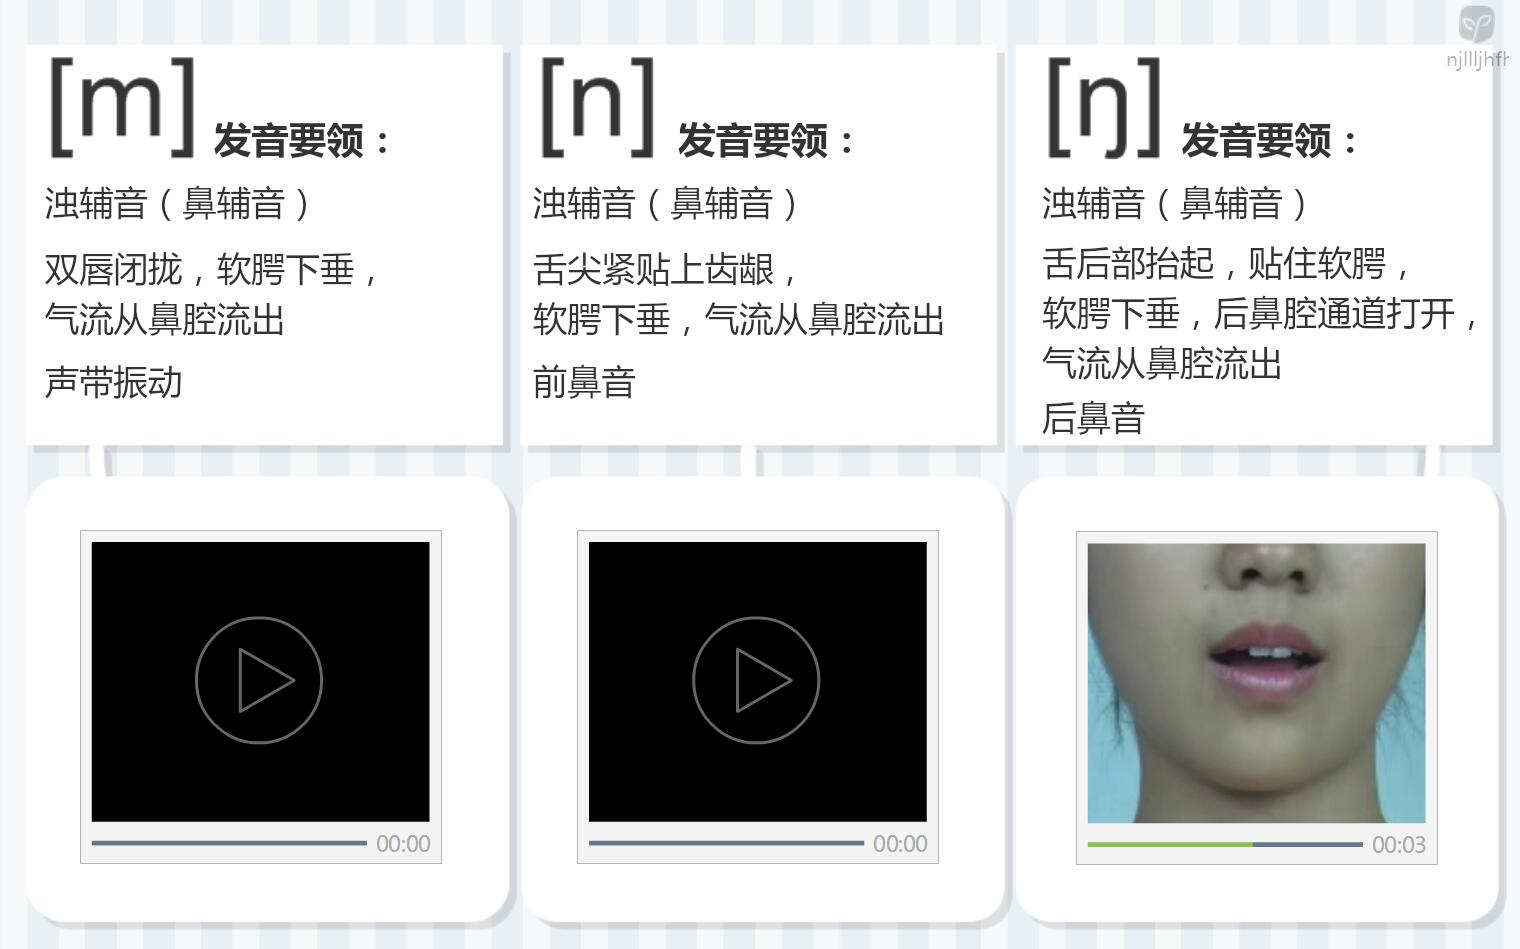 [m] 发音要领：
浊辅音（鼻辅音）
双唇闭拢，软腭下垂，
气流从鼻腔流出
声带振动
[n] 发音要领：
浊辅音（鼻辅音）
舌尖紧贴上齿龈，
软腭下垂，气流从鼻腔流出
前鼻音
[ŋ] 发音要领：
浊辅音（鼻辅音）
舌后部抬起，贴住软腭，
软腭下垂，后鼻腔通道打开，
气流从鼻腔流出
后鼻音
00:00
00:00
00:03